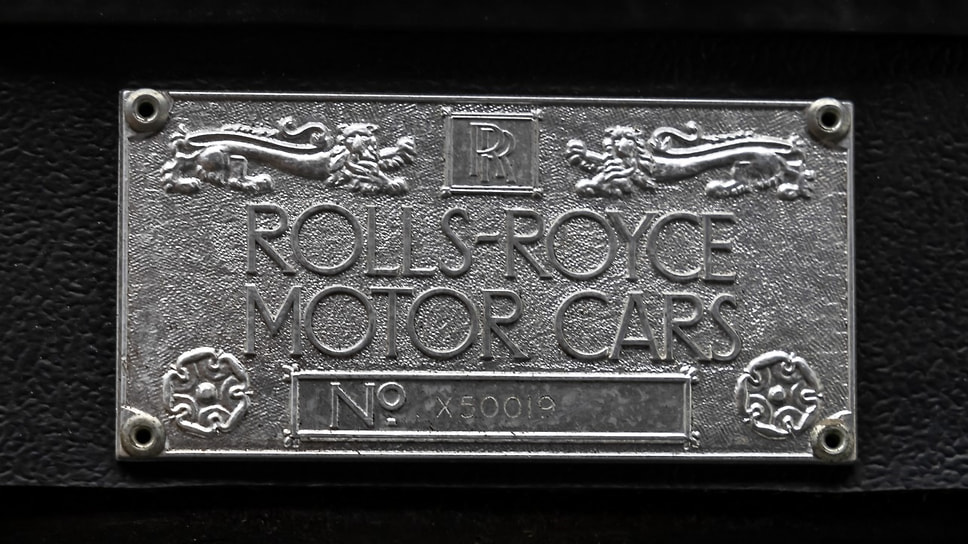 RR
ROLLS-ROYCE
MOTOR CARS
Nº X50019